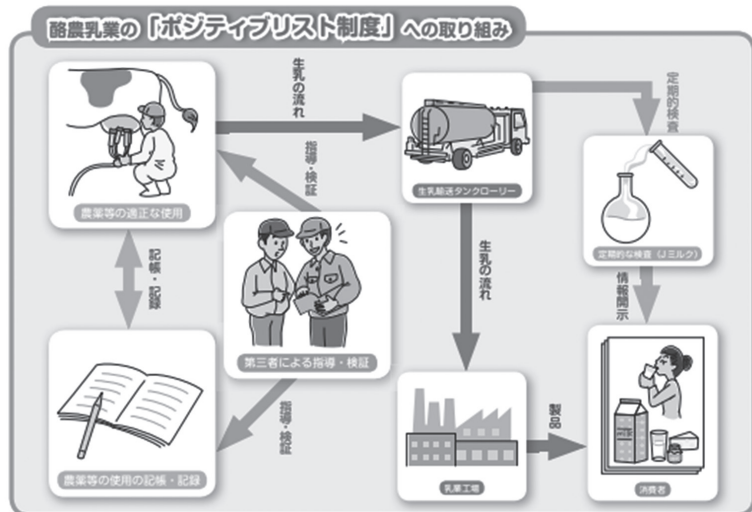 酪農乳業の「ポジティブリスト制度」への取り組み
生乳の流れ
定期的検査
指導・検証
農薬等の適正な使用
生乳輸送タンクローリー
定期的な検査（Jミルク）
記帳・記録
生乳の流れ
情報開示
第三者による指導・検証
指導・検証
製品
農薬等の使用の記帳・記録
乳業工場
消費者